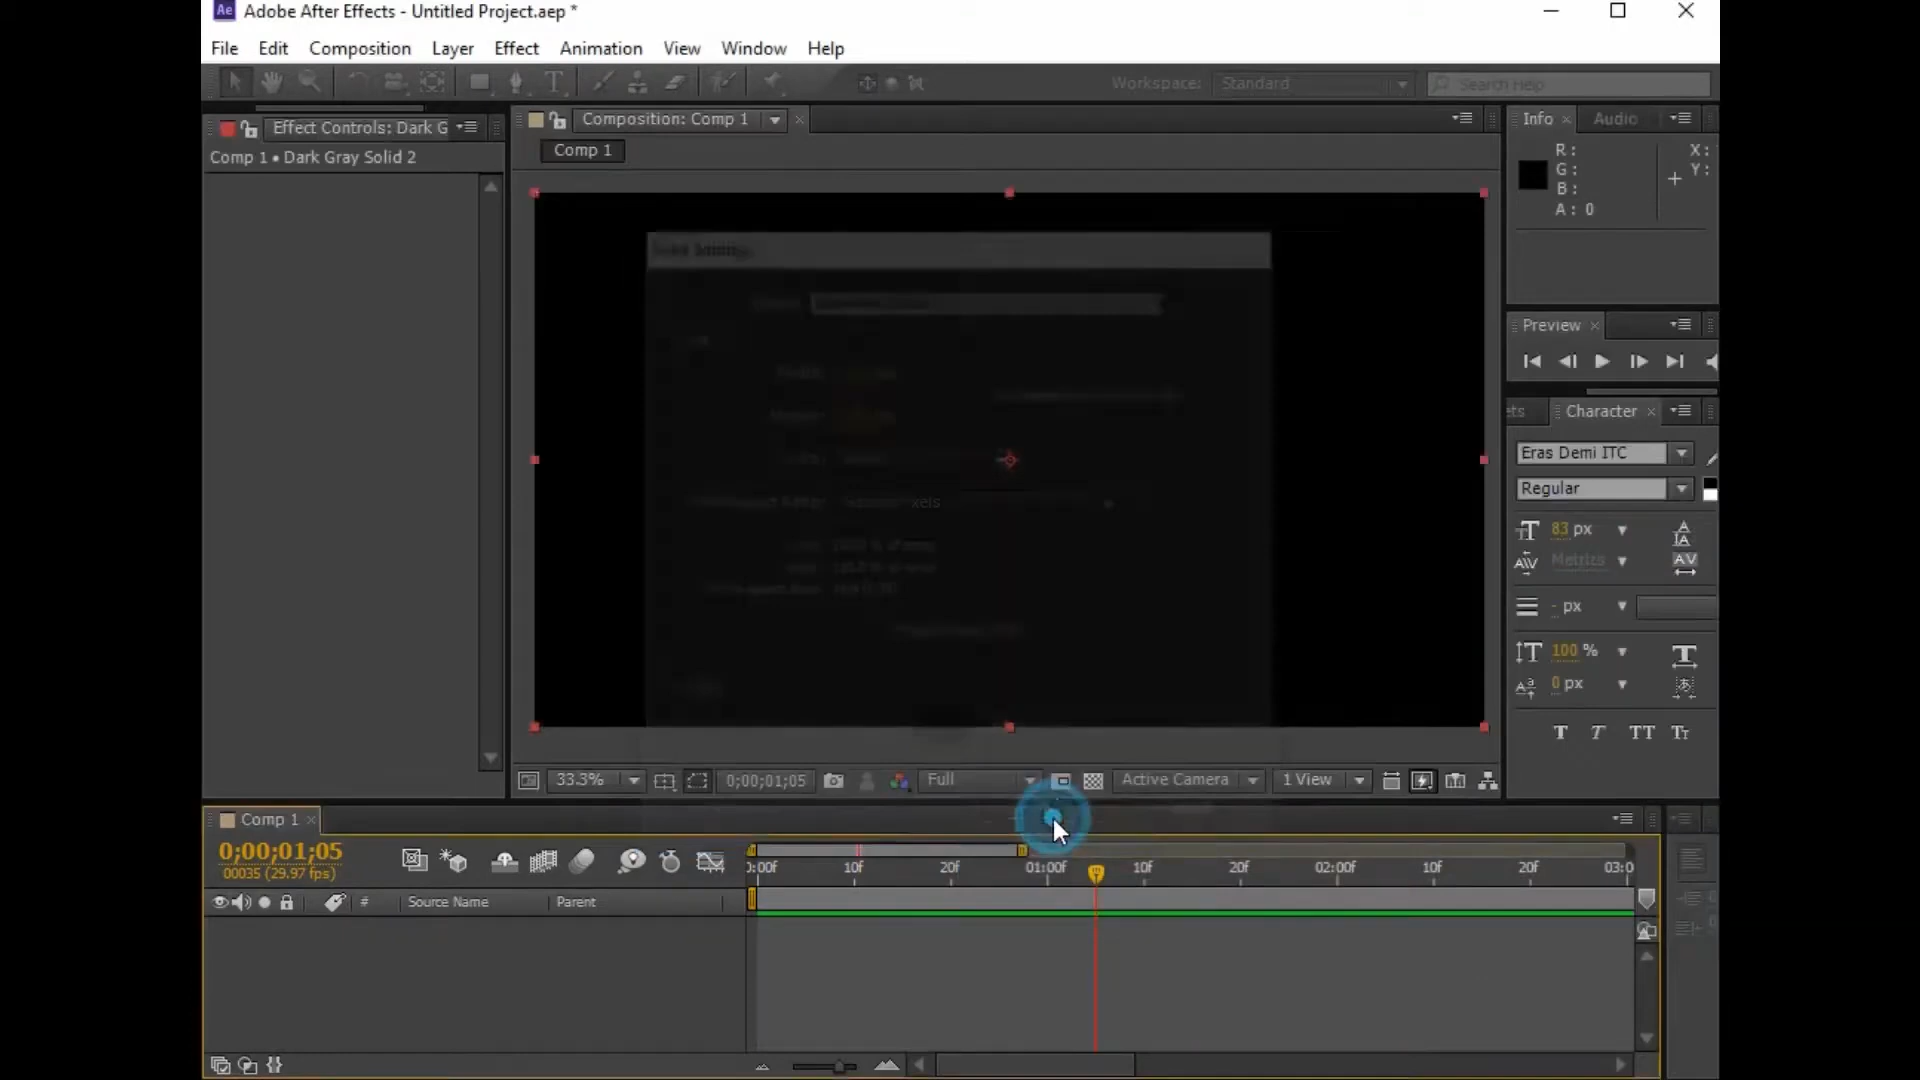 Ae Adobe After Effects - Untitled Project.aep *
File Edit Composition Layer Effect Animation View Window Help
Workspace: Standard Search Help
Effect Controls: Dark G
Comp 1 • Dark Gray Solid 2
Composition: Comp 1
Comp 1
Info Audio
R:
G:
B:
A: 0
X:
Y:
Preview
Character
Eras Demi ITC
Regular
83 px
Metrics
- px
100 %
0 px
T T TT Tr
33.3% 0;00;01;05 Full Active Camera 1 View
Comp 1
0;00;01;05
00035 (29.97 fps)
# Source Name Parent
0:00f 10f 20f 01:00f 10f 20f 02:00f 10f 20f 03:0